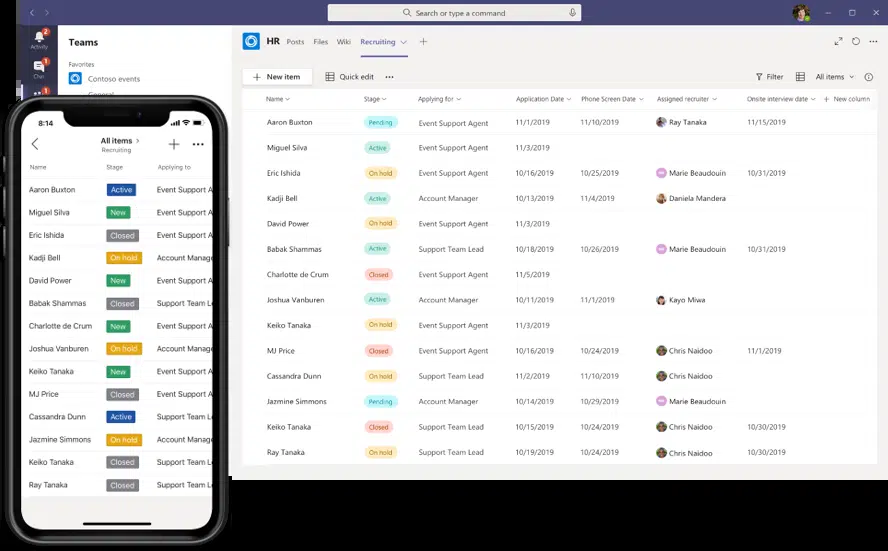 Search or type a command
2
Activity
1
Chat
1
Teams
Favorites
Contoso events
General
HR Posts Files Wiki Recruiting
New item Quick edit
Filter All items
Name Stage Applying for Application Date Phone Screen Date Assigned recruiter Onsite interview date New column
Aaron Buxton Pending Event Support Agent 11/1/2019 11/10/2019 Ray Tanaka 11/15/2019
Miguel Silva Active Event Support Agent 11/3/2019
Eric Ishida On hold Event Support Agent 10/16/2019 10/25/2019 Marie Beaudouin 10/31/2019
Kadji Bell Active Account Manager 10/13/2019 11/4/2019 Daniela Mandera
David Power On hold Event Support Agent 11/3/2019
Babak Shammas Active Support Team Lead 10/18/2019 10/26/2019 Marie Beaudouin 10/31/2019
Charlotte de Crum Closed Event Support Agent 11/5/2019
Joshua Vanburen Active Account Manager 10/11/2019 11/1/2019 Kayo Miwa
Keiko Tanaka On hold Event Support Agent 11/3/2019
MJ Price Closed Event Support Agent 10/16/2019 10/24/2019 Chris Naidoo 11/1/2019
Cassandra Dunn On hold Support Team Lead 11/2/2019 11/10/2019 Chris Naidoo
Jazmine Simmons Pending Account Manager 10/14/2019 10/29/2019 Marie Beaudouin
Keiko Tanaka Closed Support Team Lead 10/15/2019 10/24/2019 Chris Naidoo 10/30/2019
Ray Tanaka On hold Support Team Lead 10/19/2019 10/24/2019 Chris Naidoo 10/30/2019
8:14
All items
Recruiting
Name Stage Applying to
Aaron Buxton Active Event Support A
Miguel Silva New Event Support A
Eric Ishida Closed Event Support A
Kadji Bell On hold Account Manag
David Power New Event Support A
Babak Shammas Closed Support Team L
Charlotte de Crum New Event Support A
Joshua Vanburen On hold Account Manag
Keiko Tanaka New Event Support A
MJ Price Closed Event Support A
Cassandra Dunn Active Support Team L
Jazmine Simmons On hold Account Manag
Keiko Tanaka Closed Support Team L
Ray Tanaka Closed Support Team L